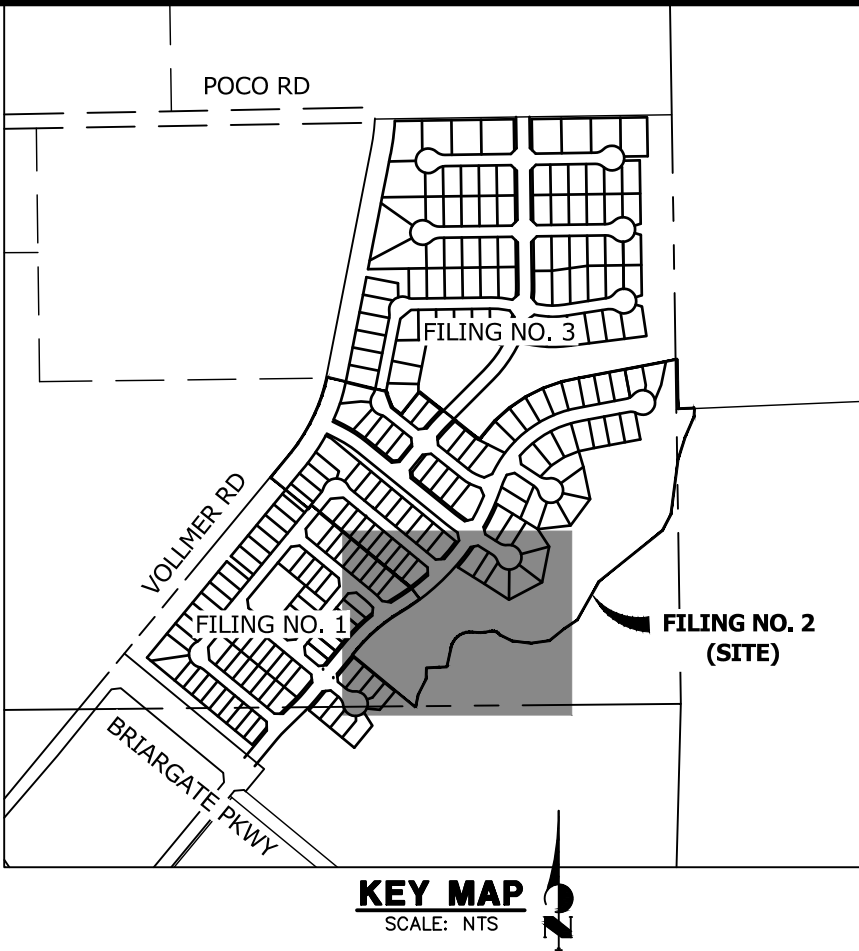 POCO RD
FILING NO. 3
VOLLMER RD
FILING NO. 1
FILING NO. 2
(SITE)
BRIARGATE PKWY
KEY MAP
SCALE: NTS
N